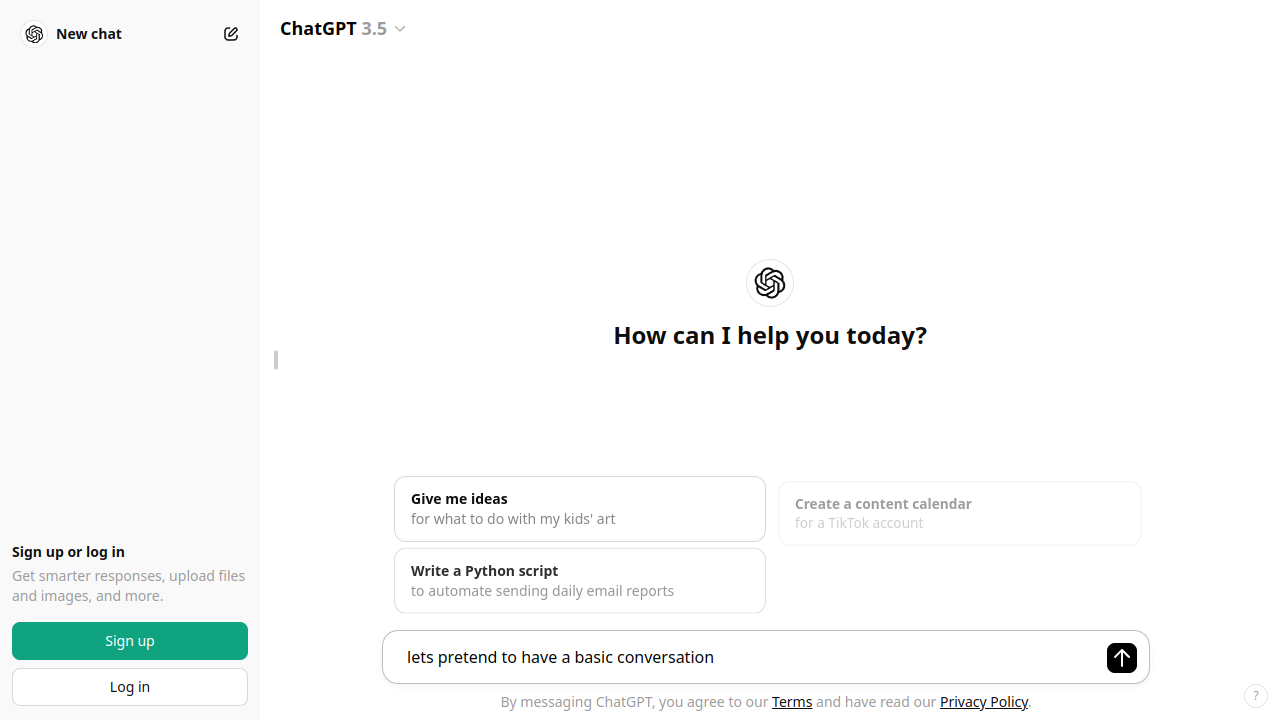 New chat
ChatGPT 3.5
How can I help you today?
Give me ideas
for what to do with my kids' art
Create a content calendar
for a TikTok account
Write a Python script
to automate sending daily email reports
Sign up or log in
Get smarter responses, upload files
and images, and more.
Sign up
Log in
lets pretend to have a basic conversation
By messaging ChatGPT, you agree to our Terms and have read our Privacy Policy.
?